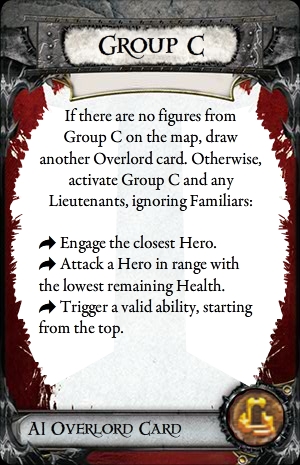 Group C
If there are no figures from
Group C on the map, draw
another Overlord card. Otherwise,
activate Group C and any
Lieutenants, ignoring Familiars:
➦ Engage the closest Hero.
➦ Attack a Hero in range with
the lowest remaining Health.
➦ Trigger a valid ability, starting
from the top.
AI Overlord Card